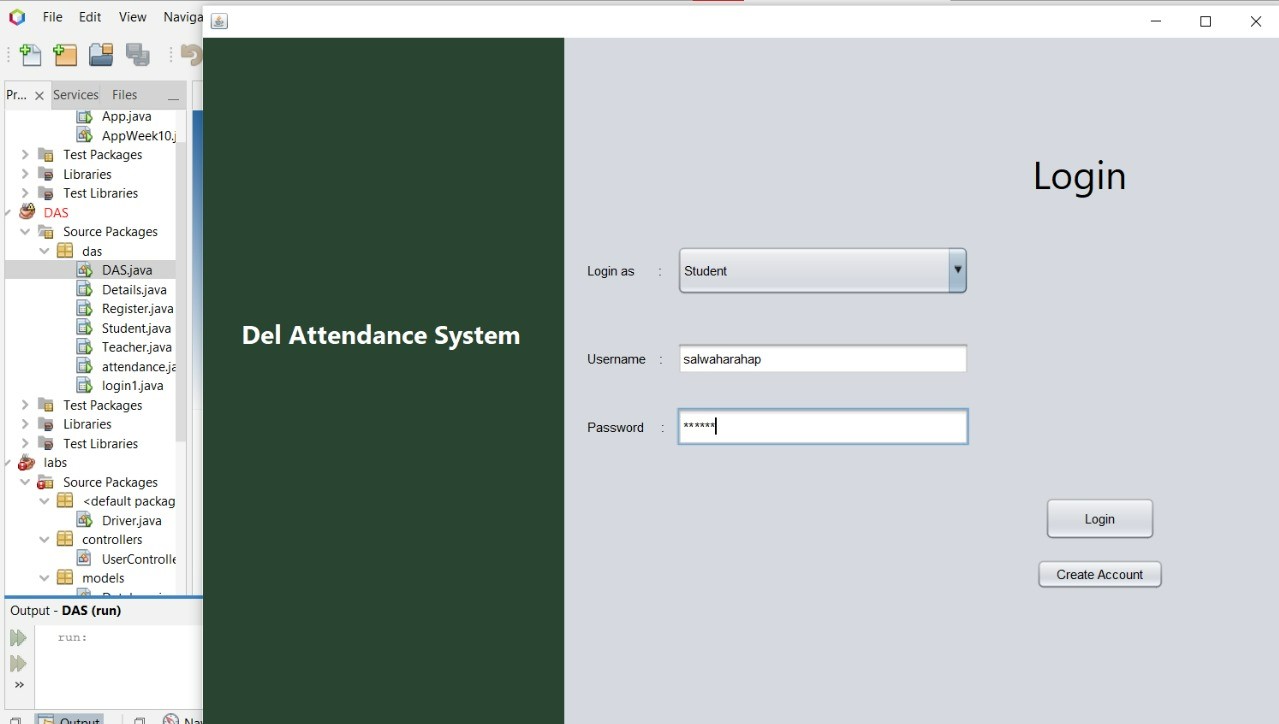 File Edit View Naviga
Pr... Services Files
App.java
AppWeek10.j
Test Packages
Libraries
Test Libraries
DAS
Source Packages
das
DAS.java
Details.java
Register.java
Student.java
Teacher.java
attendance.ja
login1.java
Test Packages
Libraries
Test Libraries
labs
Source Packages
<default packag
Driver.java
controllers
UserControlle
models
Output - DAS (run)
run:
Output
Nav
Del Attendance System
Login
Login as : Student
Username : salwaharahap
Password : ******
Login
Create Account